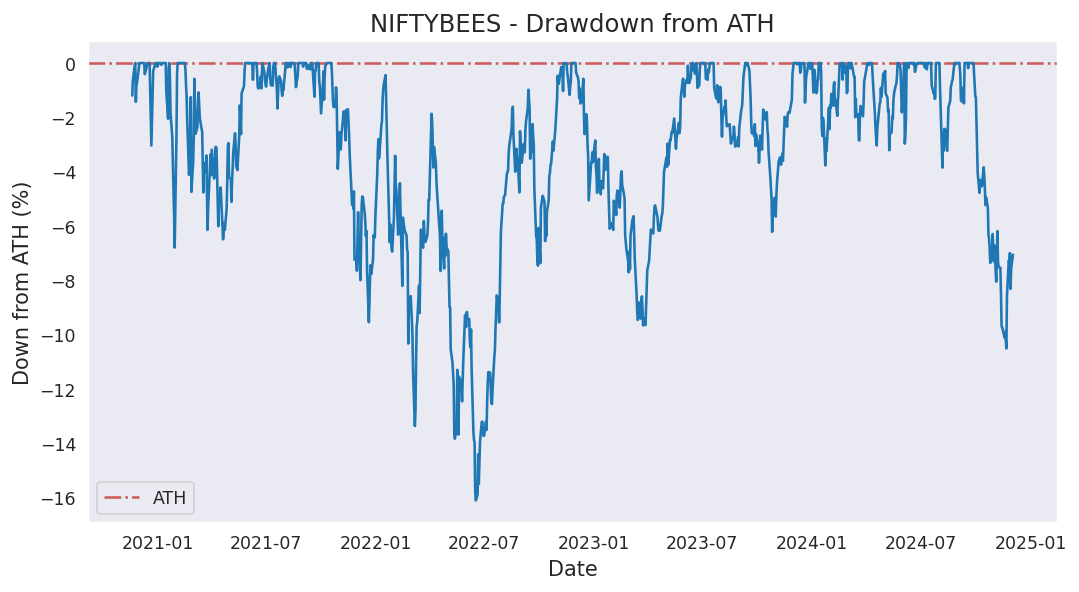 NIFTYBEES - Drawdown from ATH
Down from ATH (%)
0
−2
−4
−6
−8
−10
−12
−14
−16
ATH
2021-01 2021-07 2022-01 2022-07 2023-01 2023-07 2024-01 2024-07 2025-01
Date